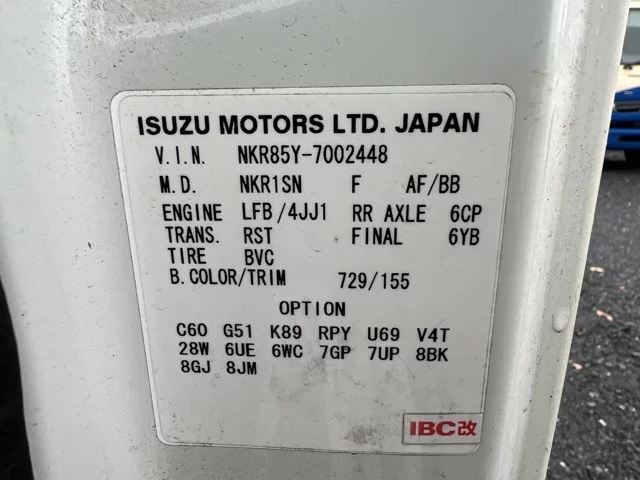 ISUZU MOTORS LTD. JAPAN
V.I.N. NKR85Y-7002448
M.D. NKR1SN F AF/BB
ENGINE LFB/4JJ1 RR AXLE 6CP
TRANS. RST FINAL 6YB
TIRE BVC
B.COLOR/TRIM 729/155
OPTION
C60 G51 K89 RPY U69 V4T
28W 6UE 6WC 7GP 7UP 8BK
8GJ 8JM
IBC改